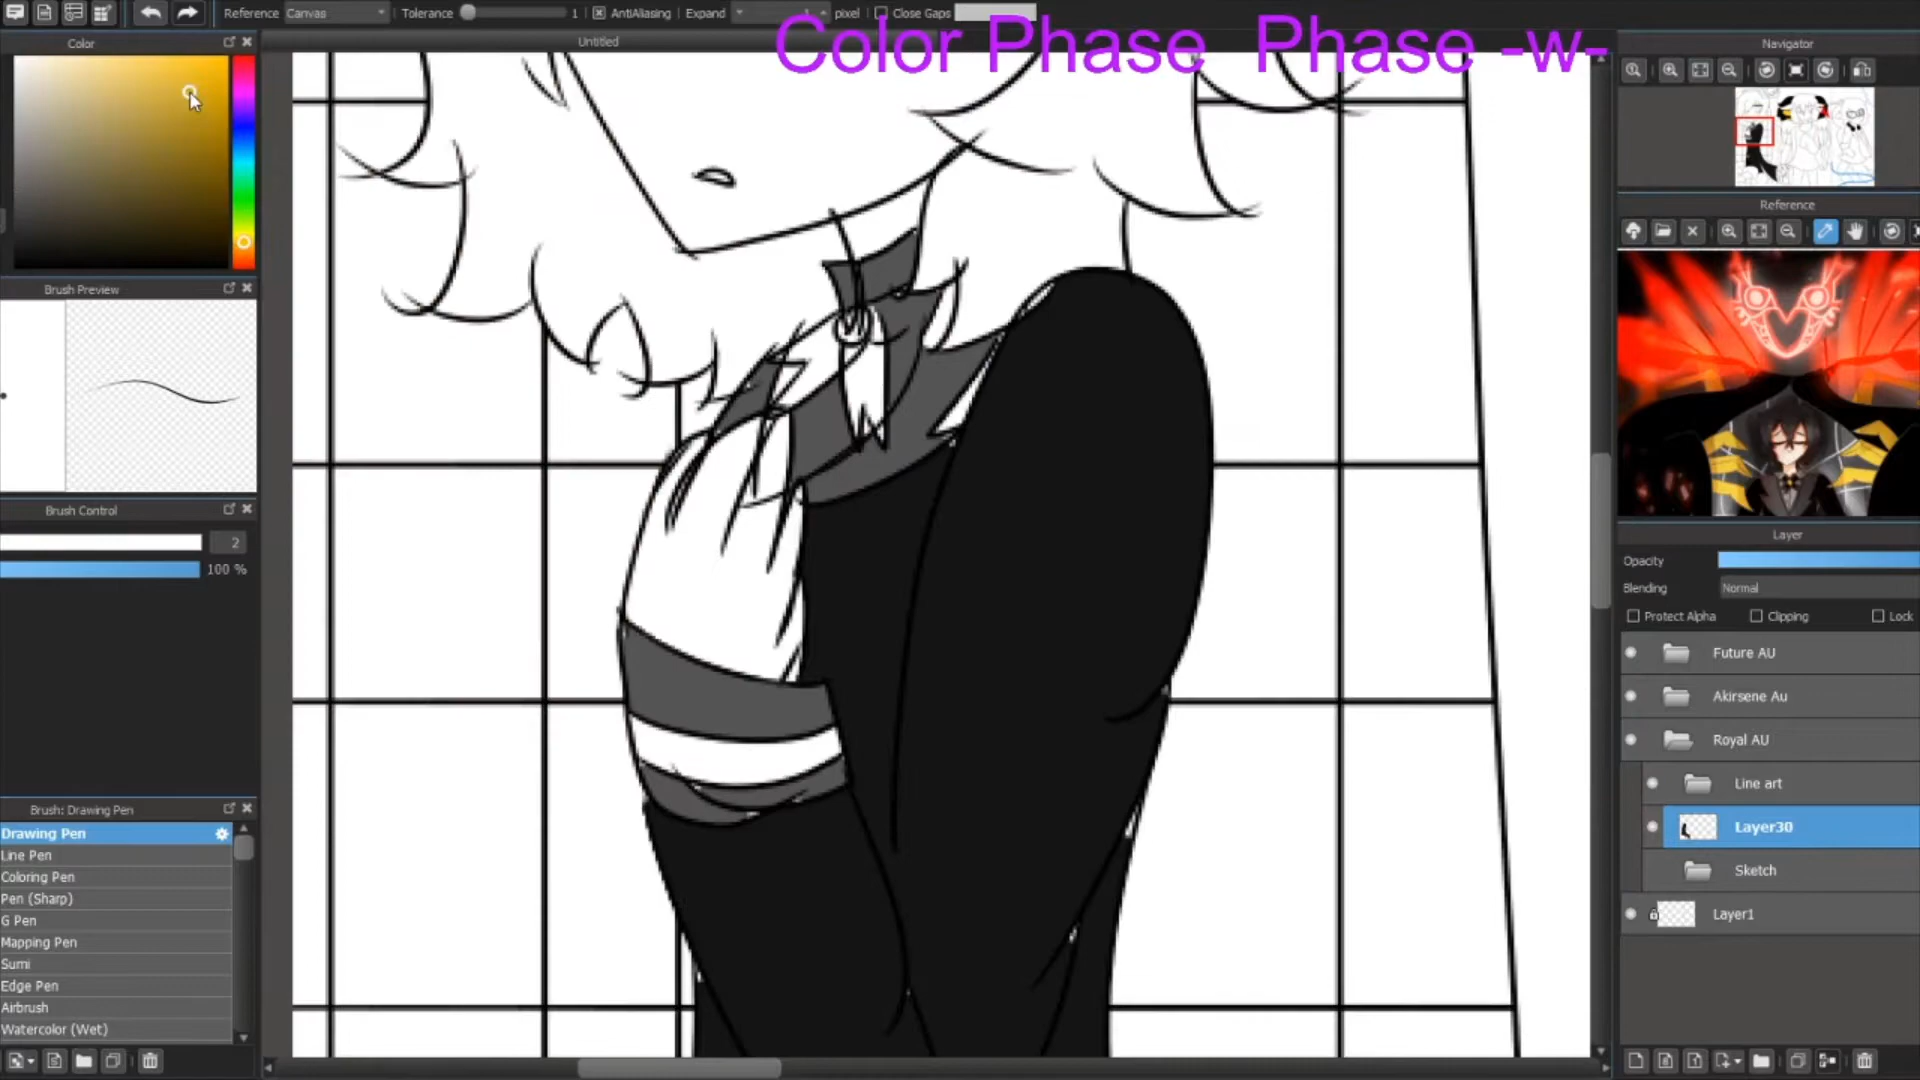 Reference Canvas Tolerance 1 AntiAliasing Expand 1 pixel Close Gaps
Color Phase Phase -w-
Color
Untitled
Navigator
Reference
Brush Preview
Brush Control
2
100 %
Layer
Opacity
Blending Normal
Protect Alpha Clipping Lock
Future AU
Akirsene Au
Royal AU
Line art
Layer30
Sketch
Layer1
Brush: Drawing Pen
Drawing Pen
Line Pen
Coloring Pen
Pen (Sharp)
G Pen
Mapping Pen
Sumi
Edge Pen
Airbrush
Watercolor (Wet)